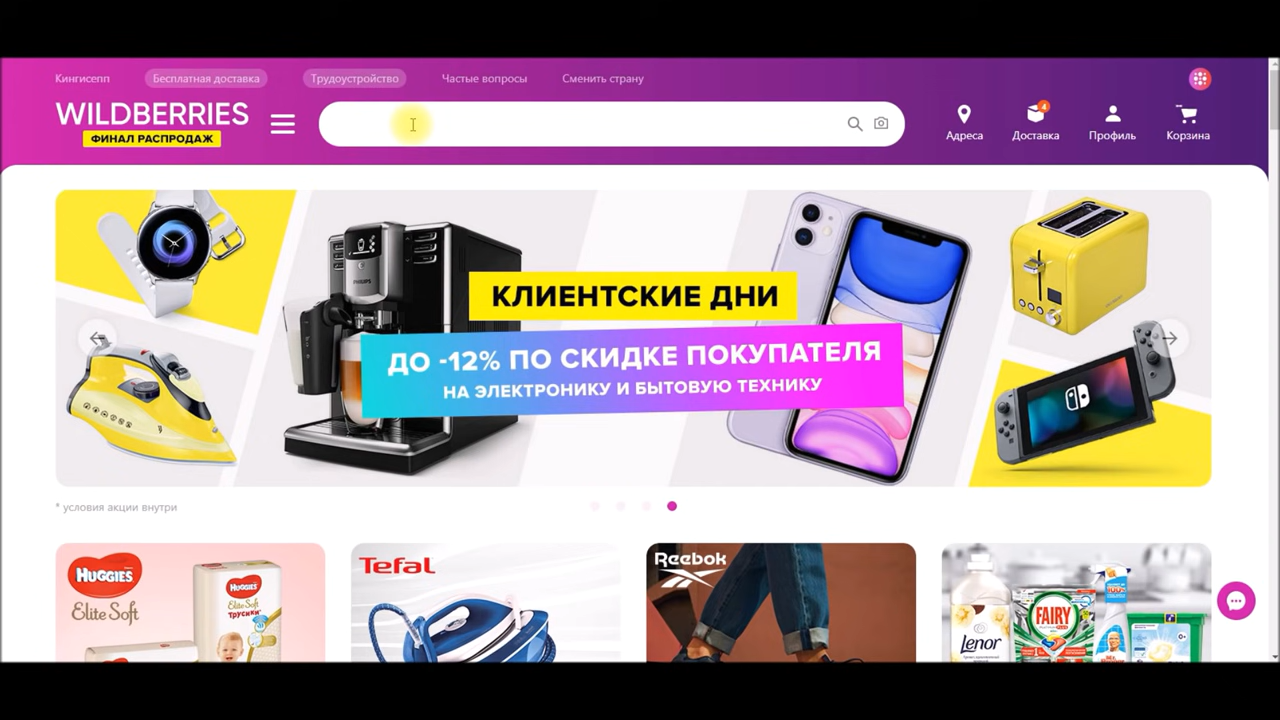 Кингисепп
Бесплатная доставка
Трудоустройство
Частые вопросы
Сменить страну
WILDBERRIES
ФИНАЛ РАСПРОДАЖ
4
Адреса
Доставка
Профиль
Корзина
PHILIPS
КЛИЕНТСКИЕ ДНИ
ДО -12% ПО СКИДКЕ ПОКУПАТЕЛЯ
НА ЭЛЕКТРОНИКУ И БЫТОВУЮ ТЕХНИКУ
* условия акции внутри
HUGGIES
Elite Soft
HUGGIES
Elite Soft
ТРУСИКИ
Tefal
Reebok
Lenor
FAIRY